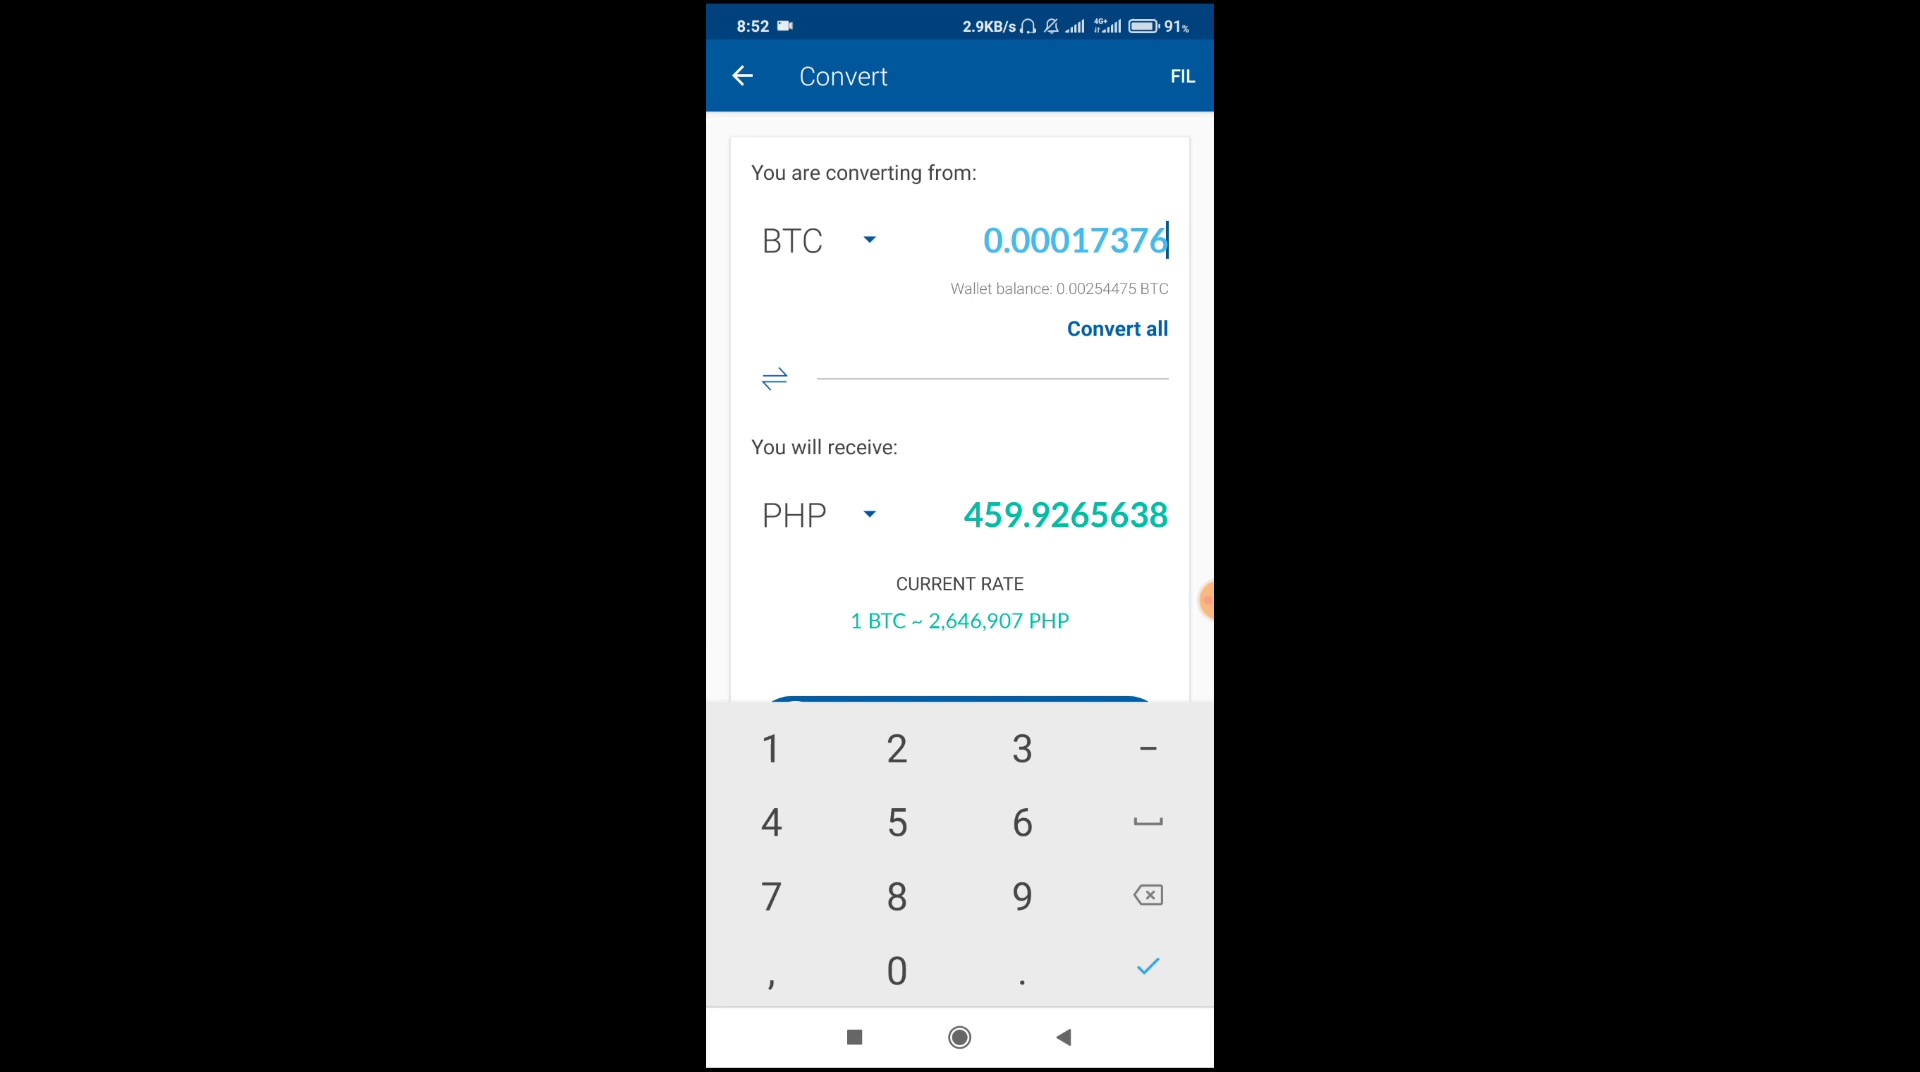 8:52 2.9KB/s 4G+ 91%
Convert FIL
You are converting from:
BTC 0.00017376
Wallet balance: 0.00254475 BTC
Convert all
You will receive:
PHP 459.9265638
CURRENT RATE
1 BTC ~ 2,646,907 PHP
1 2 3 -
4 5 6
7 8 9
, 0 .